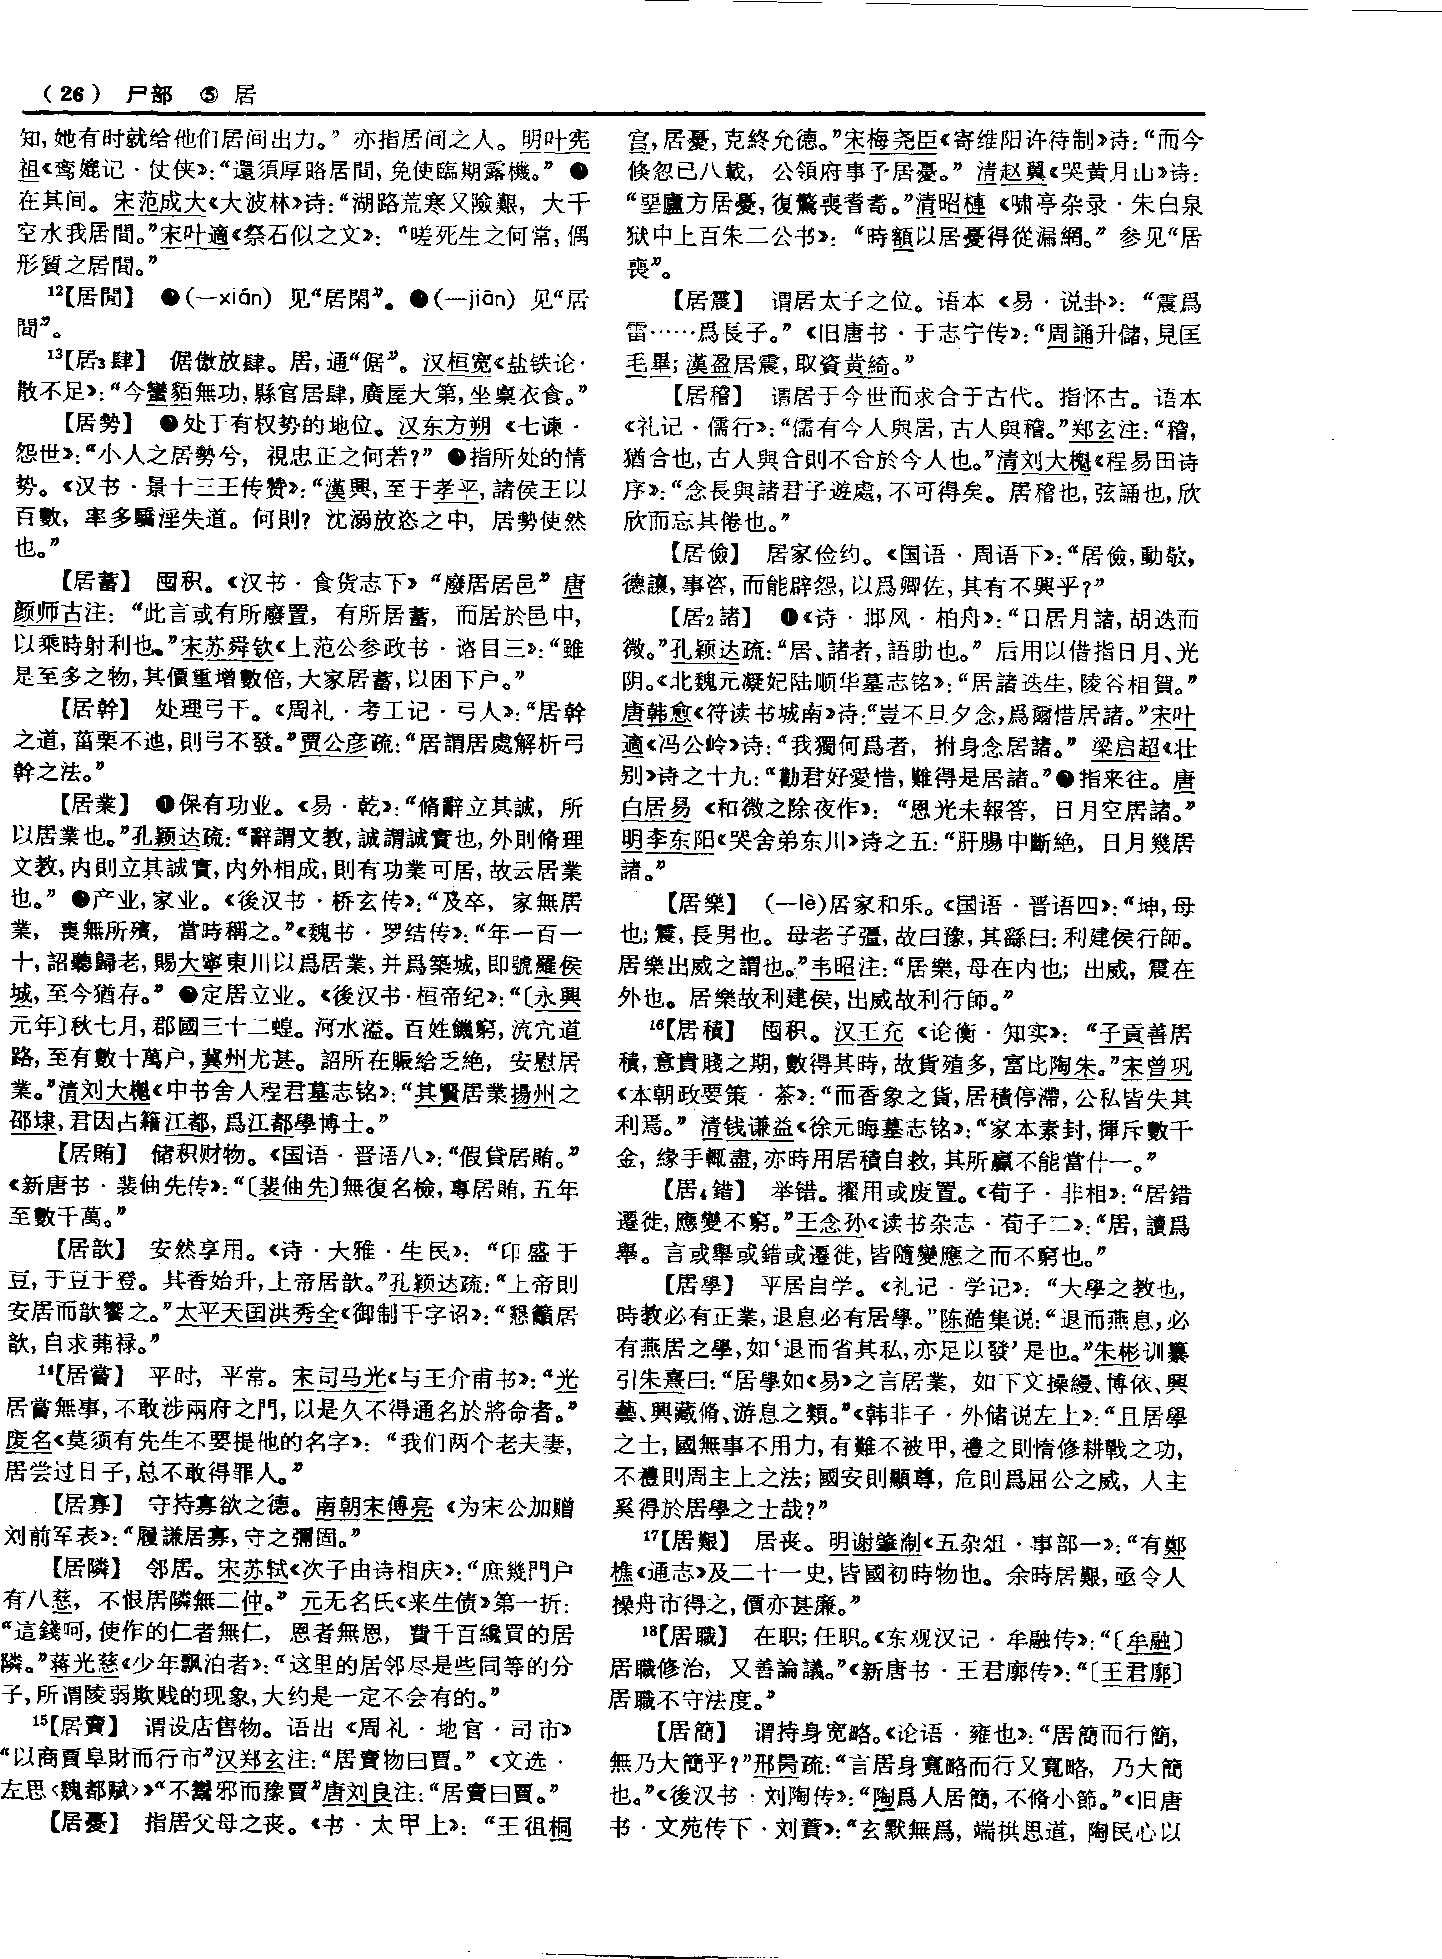 （26） 尸部 ⑤ 居
知，她有时就给他们居间出力。”亦指居间之人。明叶宪
祖《鸾鎞记·仗侠》：“還須厚賂居間，免使臨期露機。”●
在其间。宋范成大《大波林》诗：“湖路荒寒又險艱，大千
空水我居間。”宋叶適《祭石似之文》：“嗟死生之何常，偶
形質之居間。”
12【居閒】 ●（—xián）见“居閑”。●（—jiān）见“居
間”。
13【居3肆】 倨傲放肆。居，通“倨”。汉桓宽《盐铁论·
散不足》：“今蠻貊無功，縣官居肆，廣屋大第，坐稟衣食。”
【居勢】 ●处于有权势的地位。汉东方朔《七谏·
怨世》：“小人之居勢兮，視忠正之何若？”●指所处的情
势。《汉书·景十三王传赞》：“漢興，至于孝平，諸侯王以
百數，率多驕淫失道。何則？沈溺放恣之中，居勢使然
也。”
【居蓄】 囤积。《汉书·食货志下》“廢居居邑”唐
颜师古注：“此言或有所廢置，有所居蓄，而居於邑中，
以乘時射利也。”宋苏舜钦《上范公参政书·谘目三》：“雖
是至多之物，其價重增數倍，大家居蓄，以困下户。”
【居幹】 处理弓干。《周礼·考工记·弓人》：“居幹
之道，菑栗不迆，則弓不發。”贾公彦疏：“居謂居處解析弓
幹之法。”
【居業】 ❶保有功业。《易·乾》：“脩辭立其誠，所
以居業也。”孔颖达疏：“辭謂文教，誠謂誠實也，外則脩理
文教，内則立其誠實，内外相成，則有功業可居，故云居業
也。”●产业，家业。《後汉书·桥玄传》：“及卒，家無居
業，喪無所殯，當時稱之。”《魏书·罗结传》：“年一百一
十，詔聽歸老，賜大寧東川以爲居業，并爲築城，即號羅侯
城，至今猶存。”●定居立业。《後汉书·桓帝纪》：“〔永興
元年〕秋七月，郡國三十二蝗。河水溢。百姓饑窮，流宂道
路，至有數十萬户，冀州尤甚。詔所在賑給乏絶，安慰居
業。”清刘大櫆《中书舍人程君墓志铭》：“其賢居業揚州之
邵埭，君因占籍江都，爲江都學博士。”
【居賄】 储积财物。《国语·晋语八》：“假貸居賄。”
《新唐书·裴伷先传》：“〔裴伷先〕無復名檢，專居賄，五年
至數千萬。”
【居歆】 安然享用。《诗·大雅·生民》：“卬盛于
豆，于豆于登。其香始升，上帝居歆。”孔颖达疏：“上帝則
安居而歆饗之。”太平天囯洪秀全《御制千字诏》：“懇籲居
歆，自求茀禄。”
14【居嘗】 平时，平常。宋司马光《与王介甫书》：“光
居嘗無事，不敢涉兩府之門，以是久不得通名於將命者。”
废名《莫须有先生不要提他的名字》：“我们两个老夫妻，
居尝过日子，总不敢得罪人。”
【居寡】 守持寡欲之德。南朝宋傅亮《为宋公加赠
刘前军表》：“履謙居寡，守之彌固。”
【居隣】 邻居。宋苏轼《次子由诗相庆》：“庶幾門户
有八慈，不恨居隣無二仲。”元无名氏《来生债》第一折：
“這錢呵，使作的仁者無仁，恩者無恩，費千百纔買的居
隣。”蒋光慈《少年飘泊者》：“这里的居邻尽是些同等的分
子，所谓陵弱欺贱的现象，大约是一定不会有的。”
15【居賣】 谓设店售物。语出《周礼·地官·司市》
“以商賈阜財而行市”汉郑玄注：“居賣物曰賈。”《文选·
左思〈魏都賦〉》“不鬻邪而豫賈”唐刘良注：“居賣曰賈。”
【居憂】 指居父母之丧。《书·太甲上》：“王徂桐
宫，居憂，克終允德。”宋梅尧臣《寄维阳许待制》诗：“而今
倏忽已八載，公領府事予居憂。”清赵翼《哭黄月山》诗：
“堊廬方居憂，復驚喪耆耇。”清昭槤《啸亭杂录·朱白泉
狱中上百朱二公书》：“時額以居憂得從漏網。”参见“居
喪”。
【居震】 谓居太子之位。语本《易·说卦》：“震爲
雷……爲長子。”《旧唐书·于志宁传》：“周誦升儲，見匡
毛畢；漢盈居震，取資黄綺。”
【居稽】 谓居于今世而求合于古代。指怀古。语本
《礼记·儒行》：“儒有今人與居，古人與稽。”郑玄注：“稽，
猶合也，古人與合則不合於今人也。”清刘大櫆《程易田诗
序》：“念長與諸君子遊處，不可得矣。居稽也，弦誦也，欣
欣而忘其倦也。”
【居儉】 居家俭约。《国语·周语下》：“居儉，動敬，
德讓，事咨，而能辟怨，以爲卿佐，其有不興乎？”
【居2諸】 ❶《诗·邶风·柏舟》：“日居月諸，胡迭而
微。”孔颖达疏：“居、諸者，語助也。”后用以借指日月、光
阴。《北魏元凝妃陆顺华墓志铭》：“居諸迭生，陵谷相貿。”
唐韩愈《符读书城南》诗：“豈不旦夕念，爲爾惜居諸。”宋叶
適《冯公岭》诗：“我獨何爲者，拊身念居諸。”梁启超《壮
别》诗之十九：“勸君好愛惜，難得是居諸。”●指来往。唐
白居易《和微之除夜作》：“恩光未報答，日月空居諸。”
明李东阳《哭舍弟东川》诗之五：“肝腸中斷絶，日月幾居
諸。”
【居樂】 （—lè）居家和乐。《国语·晋语四》：“坤，母
也；震，長男也。母老子彊，故曰豫，其繇曰：利建侯行師。
居樂出威之謂也。”韦昭注：“居樂，母在内也；出威，震在
外也。居樂故利建侯，出威故利行師。”
16【居積】 囤积。汉王充《论衡·知实》：“子貢善居
積，意貴賤之期，數得其時，故貨殖多，富比陶朱。”宋曾巩
《本朝政要策·茶》：“而香象之貨，居積停滯，公私皆失其
利焉。”清钱谦益《徐元晦墓志铭》：“家本素封，揮斥數千
金，緣手輒盡，亦時用居積自救，其所贏不能當什一。”
【居4錯】 举错。擢用或废置。《荀子·非相》：“居錯
遷徙，應變不窮。”王念孙《读书杂志·荀子二》：“居，讀爲
舉。言或舉或錯或遷徙，皆隨變應之而不窮也。”
【居學】 平居自学。《礼记·学记》：“大學之教也，
時教必有正業，退息必有居學。”陈皓集说：“退而燕息，必
有燕居之學，如‘退而省其私，亦足以發’是也。”朱彬训纂
引朱熹曰：“居學如《易》之言居業，如下文操縵、博依、興
藝、興藏脩、游息之類。”《韩非子·外储说左上》：“且居學
之士，國無事不用力，有難不被甲，禮之則惰修耕戰之功，
不禮則周主上之法；國安則顯尊，危則爲屈公之威，人主
奚得於居學之士哉？”
17【居艱】 居丧。明谢肇淛《五杂俎·事部一》：“有鄭
樵《通志》及二十一史，皆國初時物也。余時居艱，亟令人
操舟市得之，價亦甚廉。”
18【居職】 在职；任职。《东观汉记·牟融传》：“〔牟融〕
居職修治，又善論議。”《新唐书·王君廓传》：“〔王君廓〕
居職不守法度。”
【居簡】 谓持身宽略。《论语·雍也》：“居簡而行簡，
無乃大簡乎？”邢昺疏：“言居身寬略而行又寬略，乃大簡
也。”《後汉书·刘陶传》：“陶爲人居簡，不脩小節。”《旧唐
书·文苑传下·刘蕡》：“玄默無爲，端拱思道，陶民心以